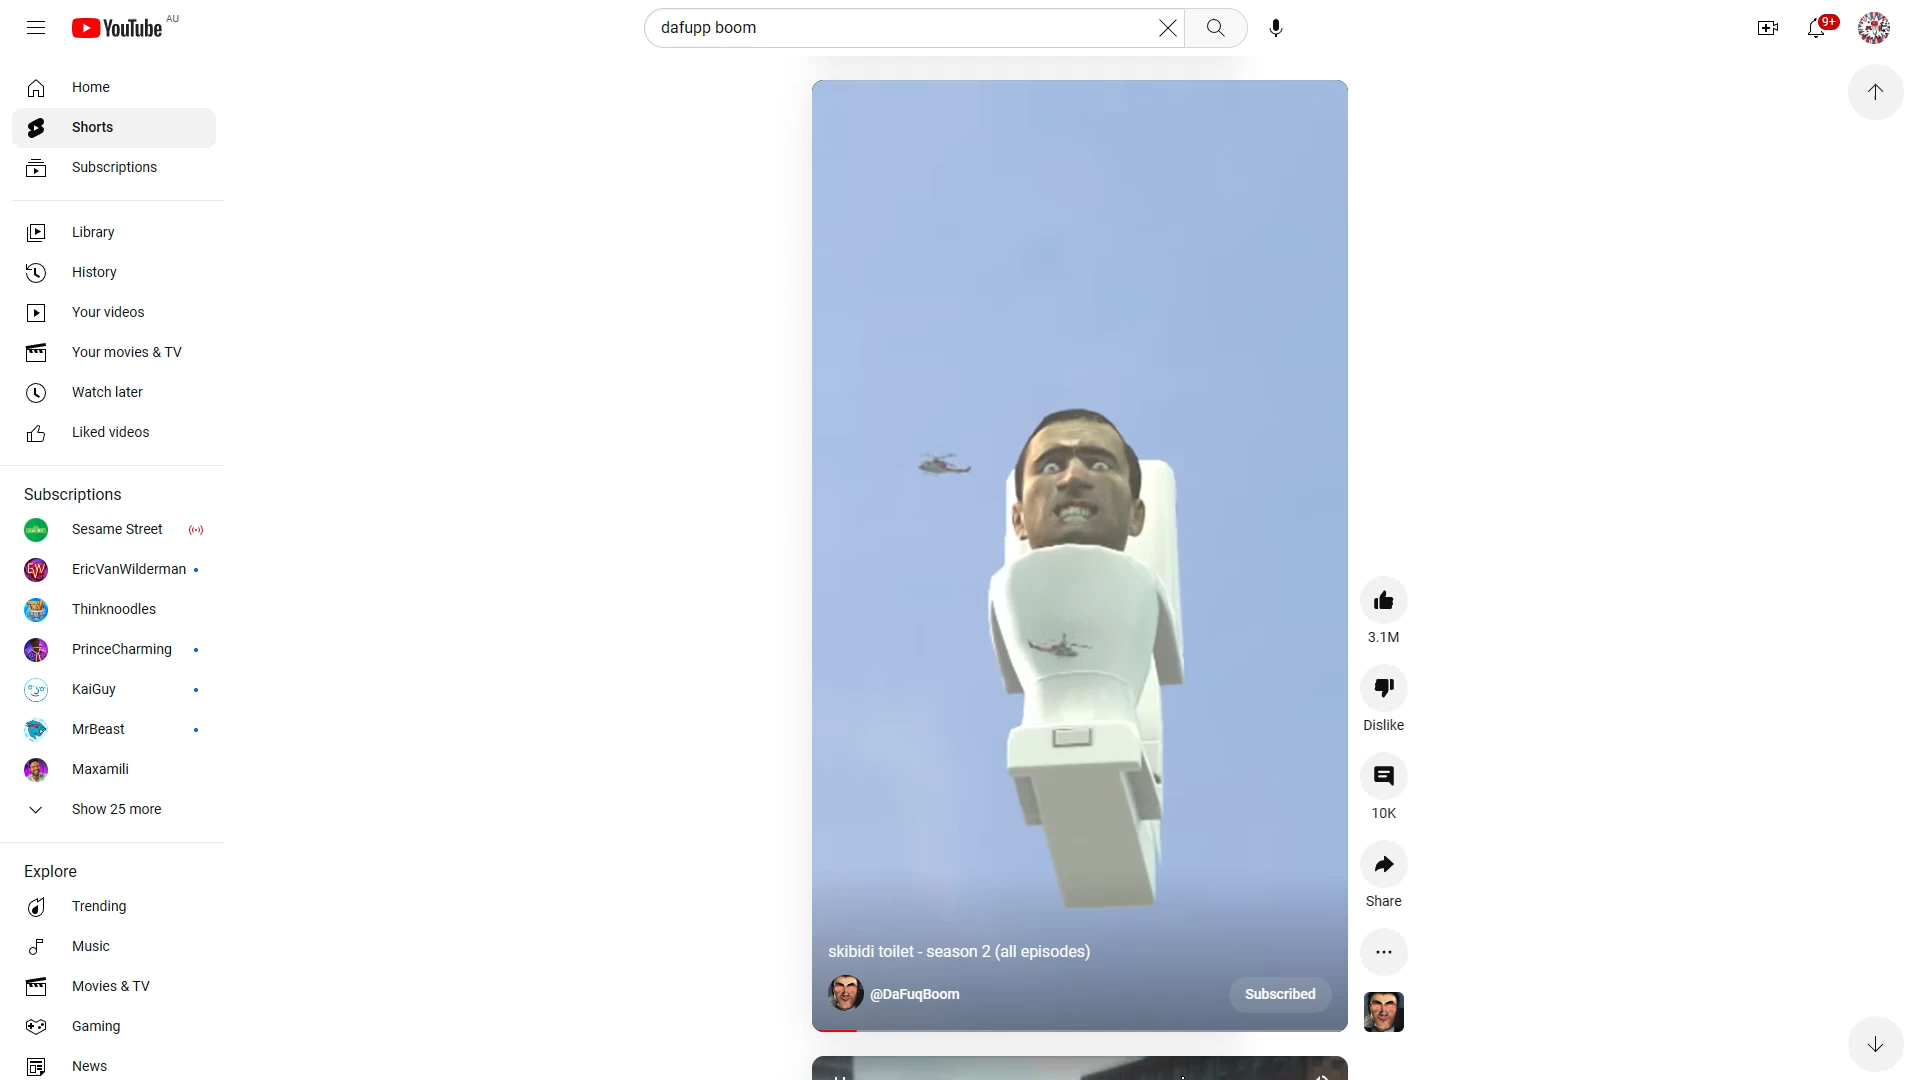 YouTube AU
dafupp boom
9+
Home
Shorts
Subscriptions
Library
History
Your videos
Your movies & TV
Watch later
Liked videos
Subscriptions
Sesame Street
EricVanWilderman
Thinknoodles
PrinceCharming
KaiGuy
MrBeast
Maxamili
Show 25 more
Explore
Trending
Music
Movies & TV
Gaming
News
skibidi toilet - season 2 (all episodes)
@DaFuqBoom
Subscribed
3.1M
Dislike
10K
Share